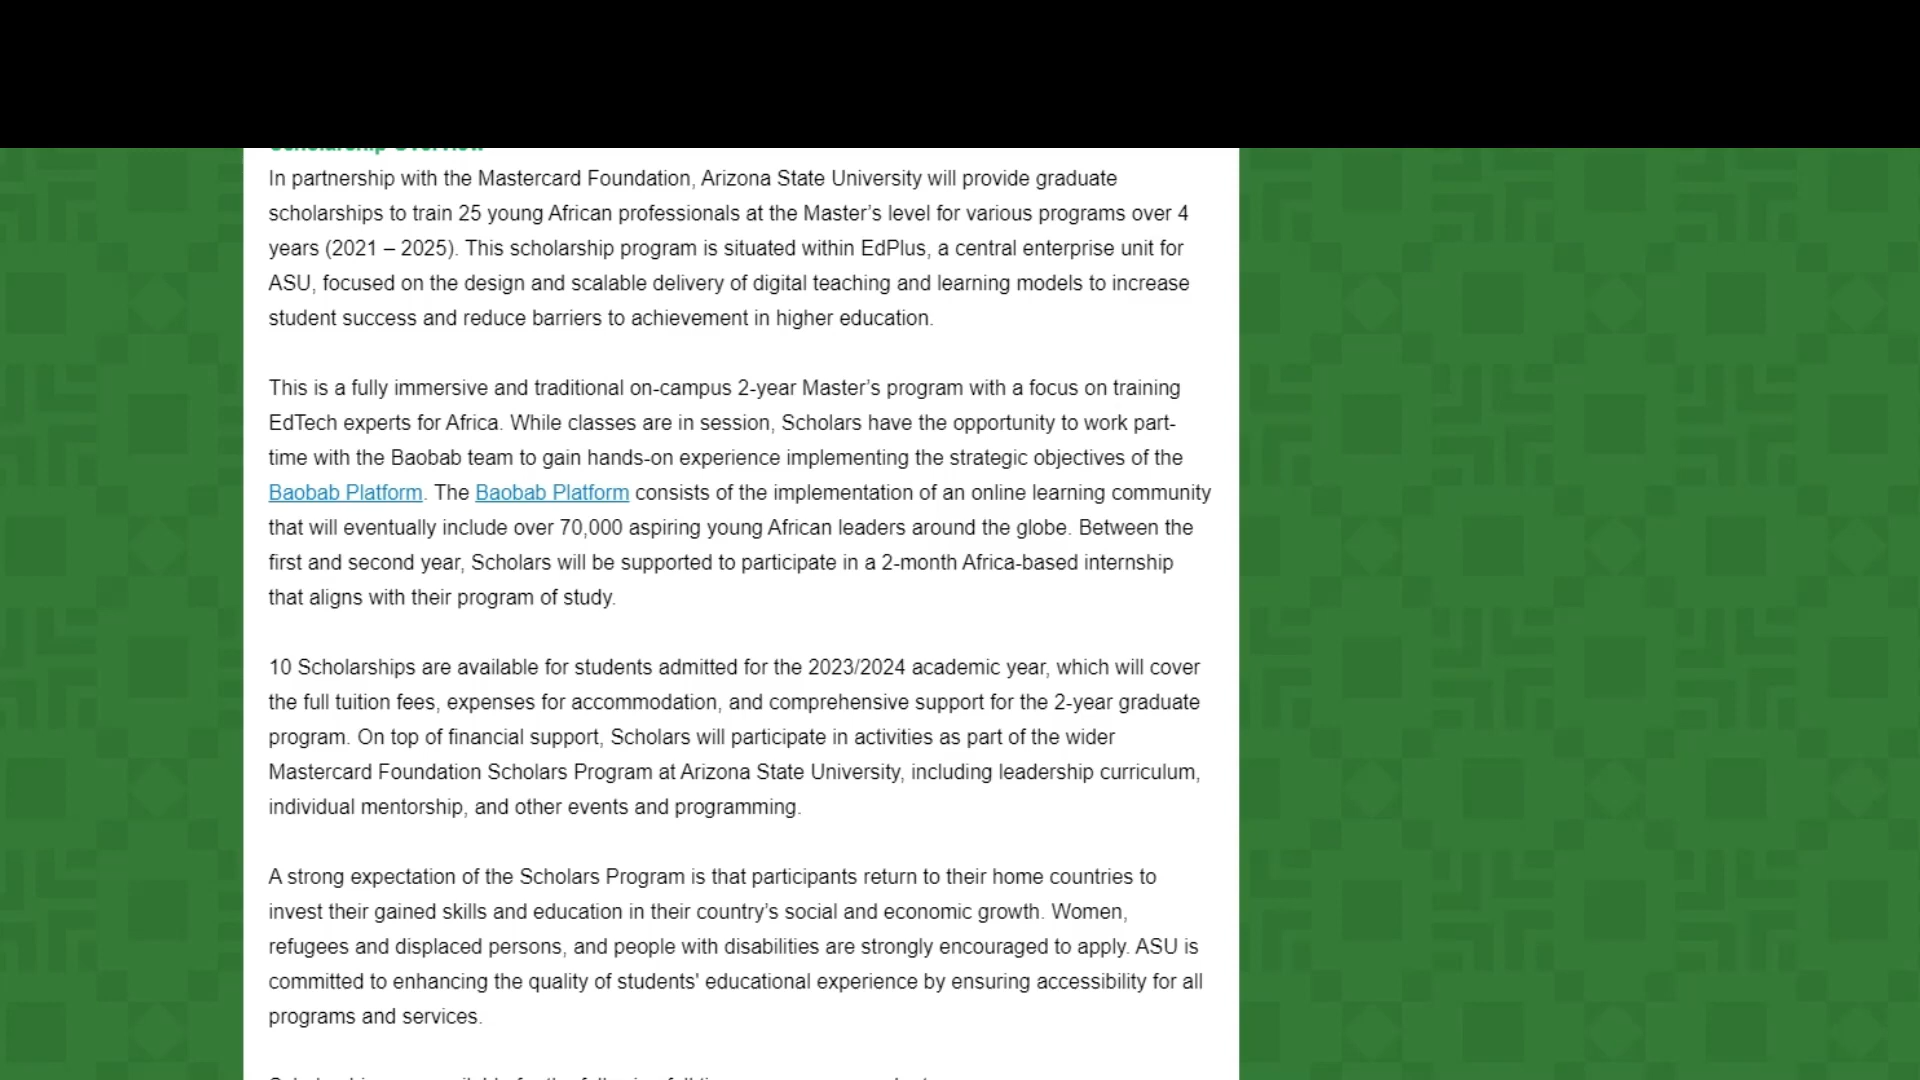 Scholarship Overview
In partnership with the Mastercard Foundation, Arizona State University will provide graduate
scholarships to train 25 young African professionals at the Master's level for various programs over 4
years (2021 – 2025). This scholarship program is situated within EdPlus, a central enterprise unit for
ASU, focused on the design and scalable delivery of digital teaching and learning models to increase
student success and reduce barriers to achievement in higher education.
This is a fully immersive and traditional on-campus 2-year Master's program with a focus on training
EdTech experts for Africa. While classes are in session, Scholars have the opportunity to work part-
time with the Baobab team to gain hands-on experience implementing the strategic objectives of the
Baobab Platform. The Baobab Platform consists of the implementation of an online learning community
that will eventually include over 70,000 aspiring young African leaders around the globe. Between the
first and second year, Scholars will be supported to participate in a 2-month Africa-based internship
that aligns with their program of study.
10 Scholarships are available for students admitted for the 2023/2024 academic year, which will cover
the full tuition fees, expenses for accommodation, and comprehensive support for the 2-year graduate
program. On top of financial support, Scholars will participate in activities as part of the wider
Mastercard Foundation Scholars Program at Arizona State University, including leadership curriculum,
individual mentorship, and other events and programming.
A strong expectation of the Scholars Program is that participants return to their home countries to
invest their gained skills and education in their country's social and economic growth. Women,
refugees and displaced persons, and people with disabilities are strongly encouraged to apply. ASU is
committed to enhancing the quality of students' educational experience by ensuring accessibility for all
programs and services.